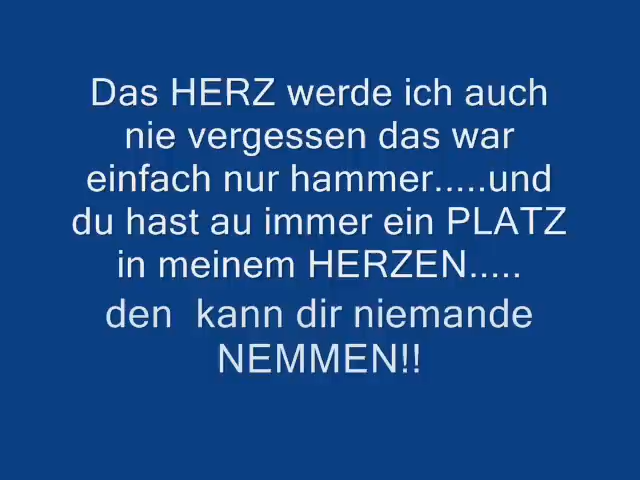 Das HERZ werde ich auch
nie vergessen das war
einfach nur hammer.....und
du hast au immer ein PLATZ
in meinem HERZEN.....
den  kann dir niemande
NEMMEN!!